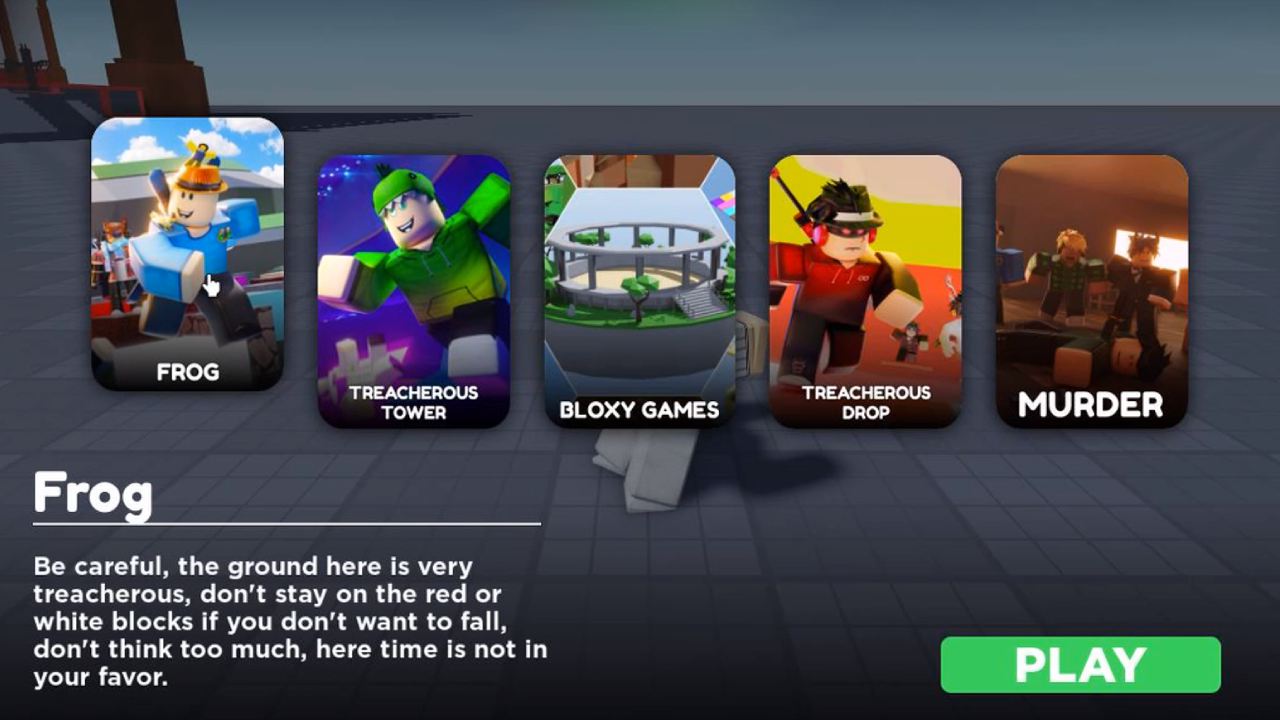 FROG
TREACHEROUS
TOWER
BLOXY GAMES
TREACHEROUS
DROP
MURDER
Frog
Be careful, the ground here is very
treacherous, don't stay on the red or
white blocks if you don't want to fall,
don't think too much, here time is not in
your favor.
PLAY